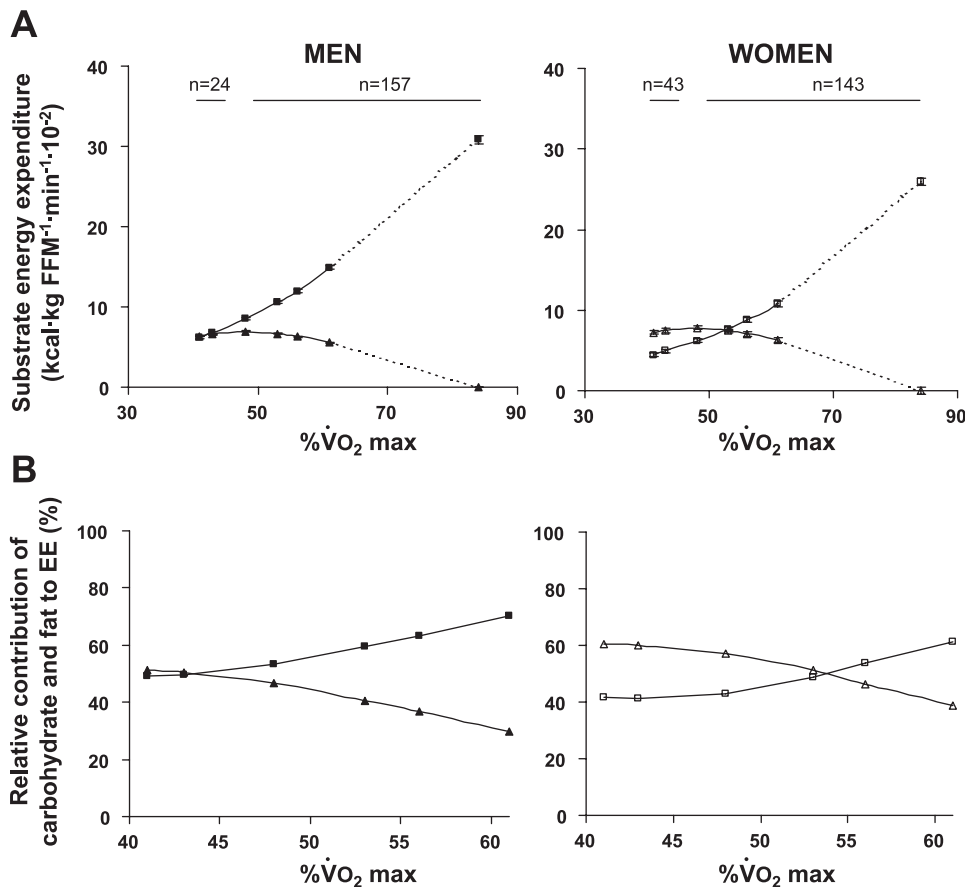 A
MEN
WOMEN
Substrate energy expenditure
(kcal·kg FFM⁻¹·min⁻¹·10⁻²)
n=24
n=157
40
30
20
10
0
30
50
70
90
%V̇O₂ max
n=43
n=143
40
30
20
10
0
30
50
70
90
%V̇O₂ max
B
Relative contribution of
carbohydrate and fat to EE (%)
100
80
60
40
20
0
40
45
50
55
60
%V̇O₂ max
100
80
60
40
20
0
40
45
50
55
60
%V̇O₂ max